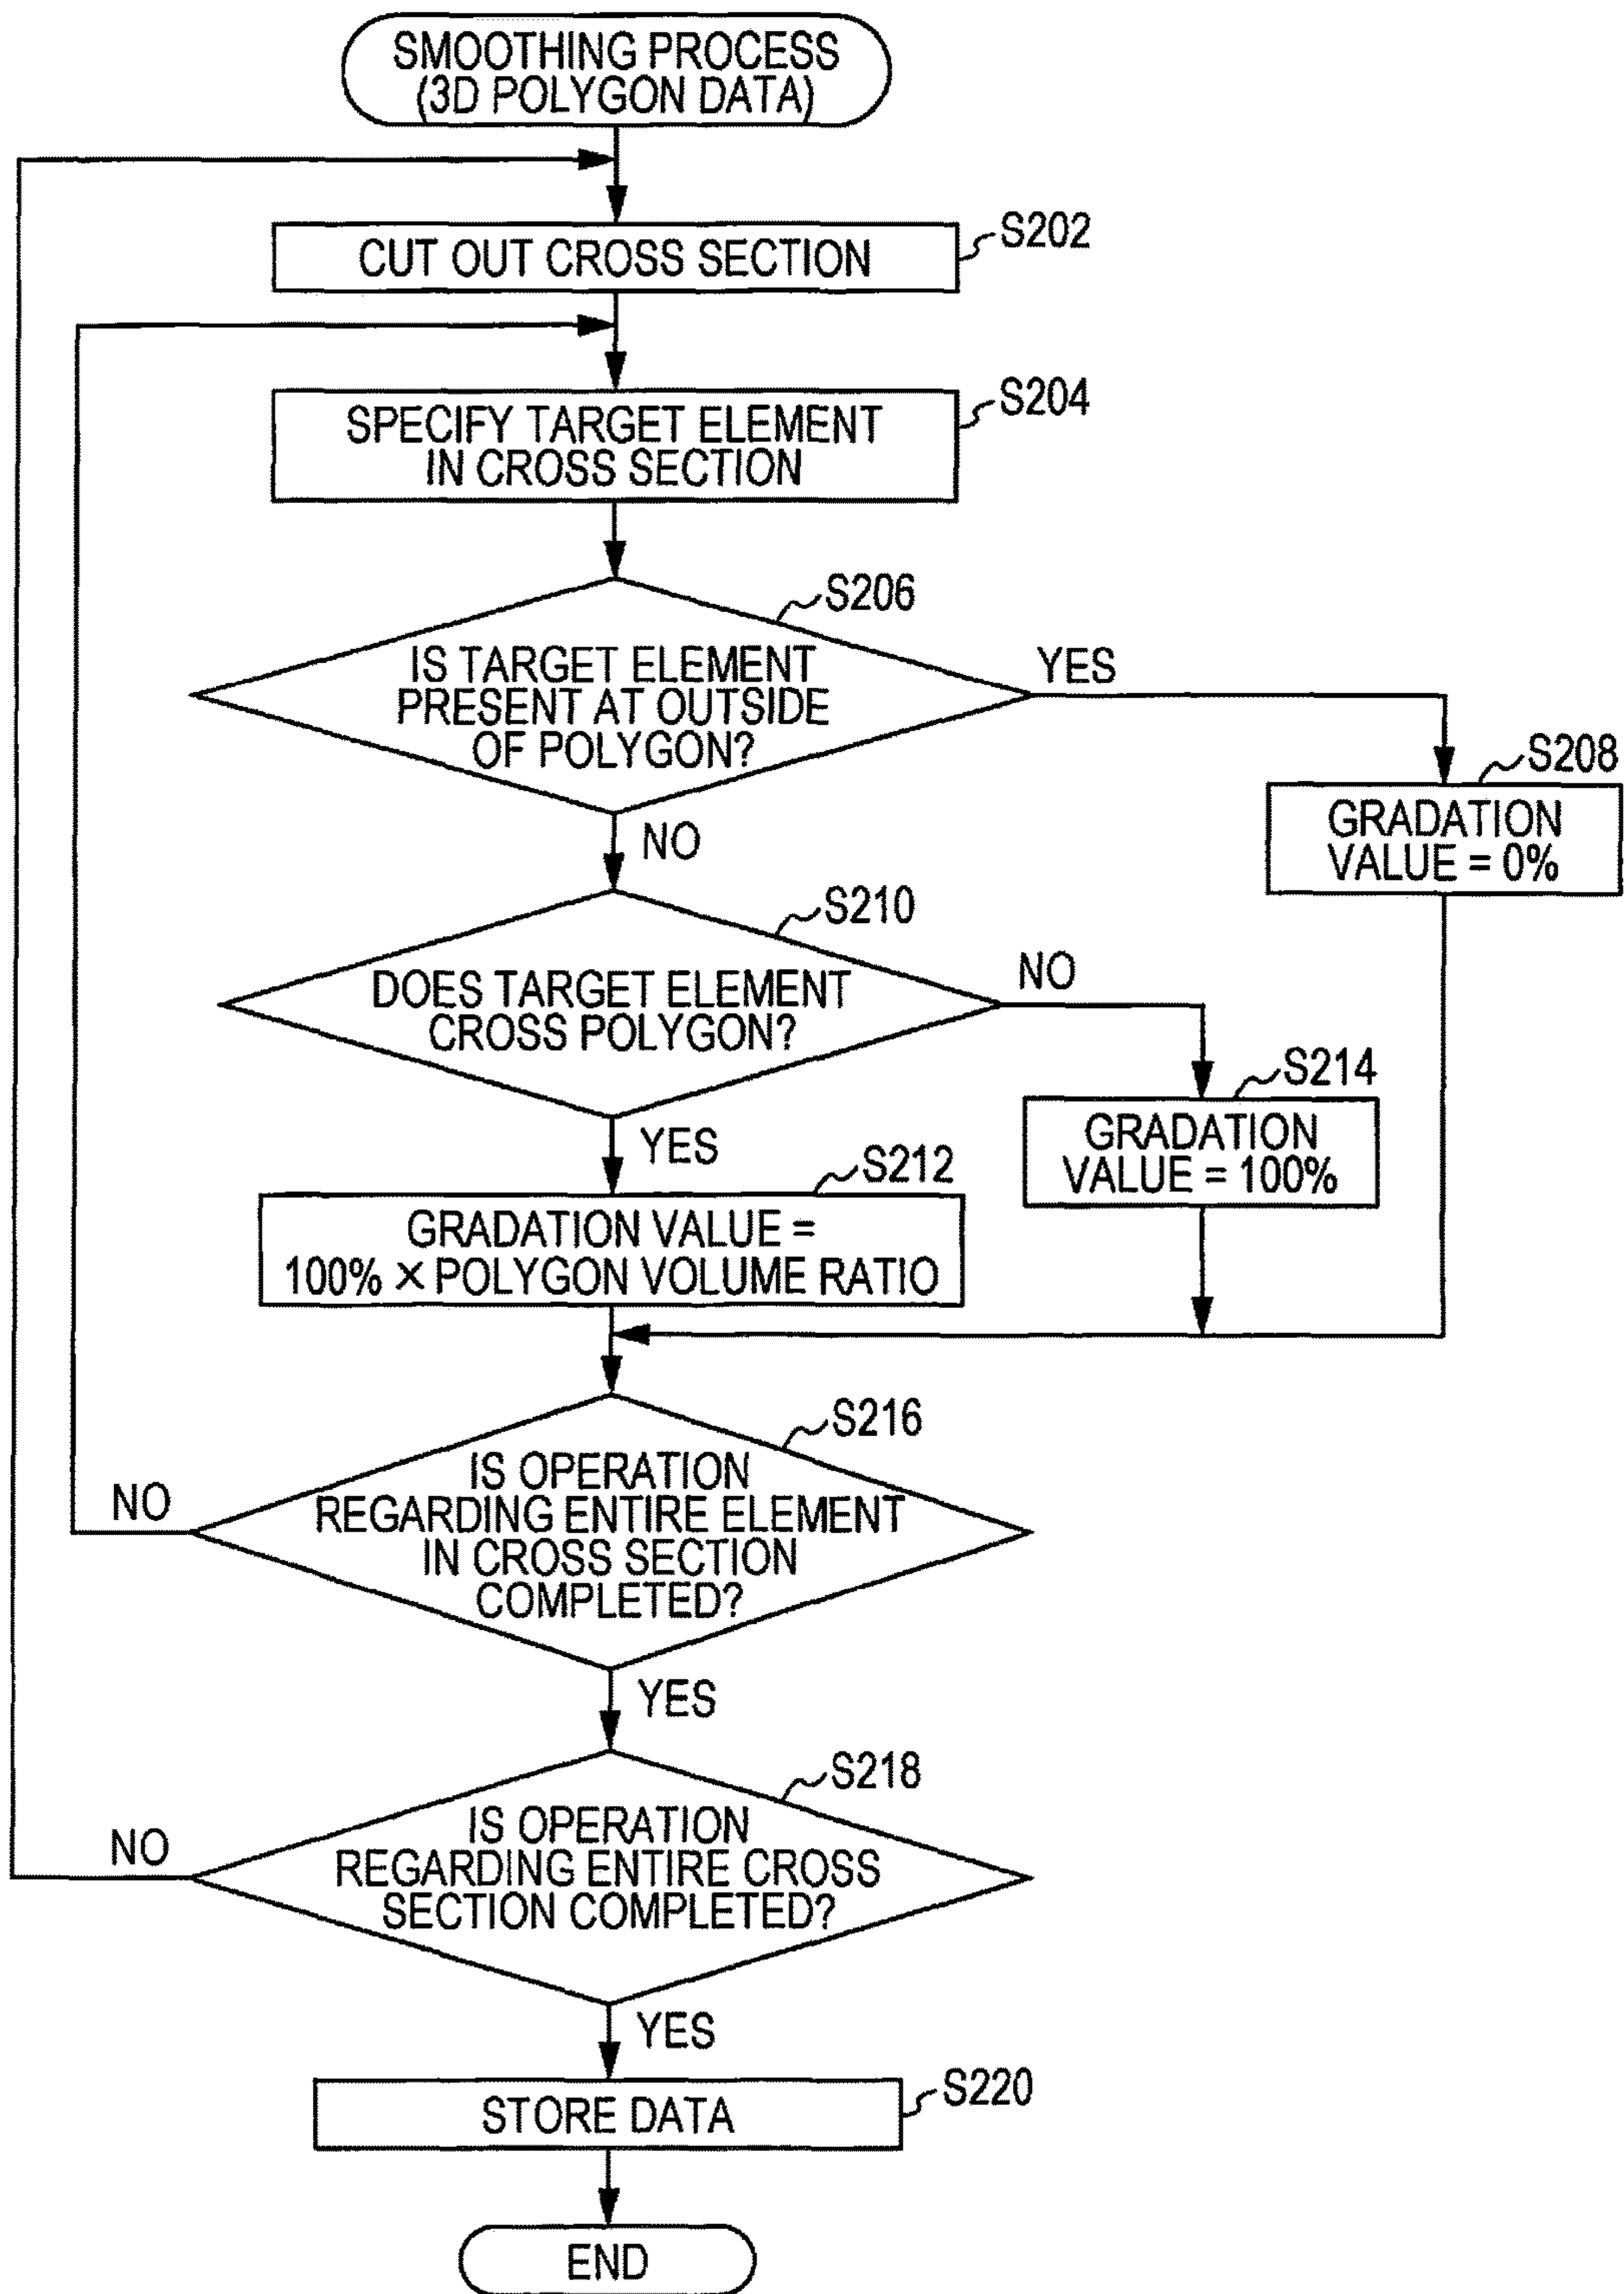 SMOOTHING PROCESS
(3D POLYGON DATA)
S202
CUT OUT CROSS SECTION
S204
SPECIFY TARGET ELEMENT
IN CROSS SECTION
S206
IS TARGET ELEMENT
PRESENT AT OUTSIDE
OF POLYGON?
YES
S208
GRADATION
VALUE = 0%
NO
S210
DOES TARGET ELEMENT
CROSS POLYGON?
NO
S214
GRADATION
VALUE = 100%
YES
S212
GRADATION VALUE =
100% × POLYGON VOLUME RATIO
S216
IS OPERATION
REGARDING ENTIRE ELEMENT
IN CROSS SECTION
COMPLETED?
NO
YES
S218
IS OPERATION
REGARDING ENTIRE CROSS
SECTION COMPLETED?
NO
YES
S220
STORE DATA
END